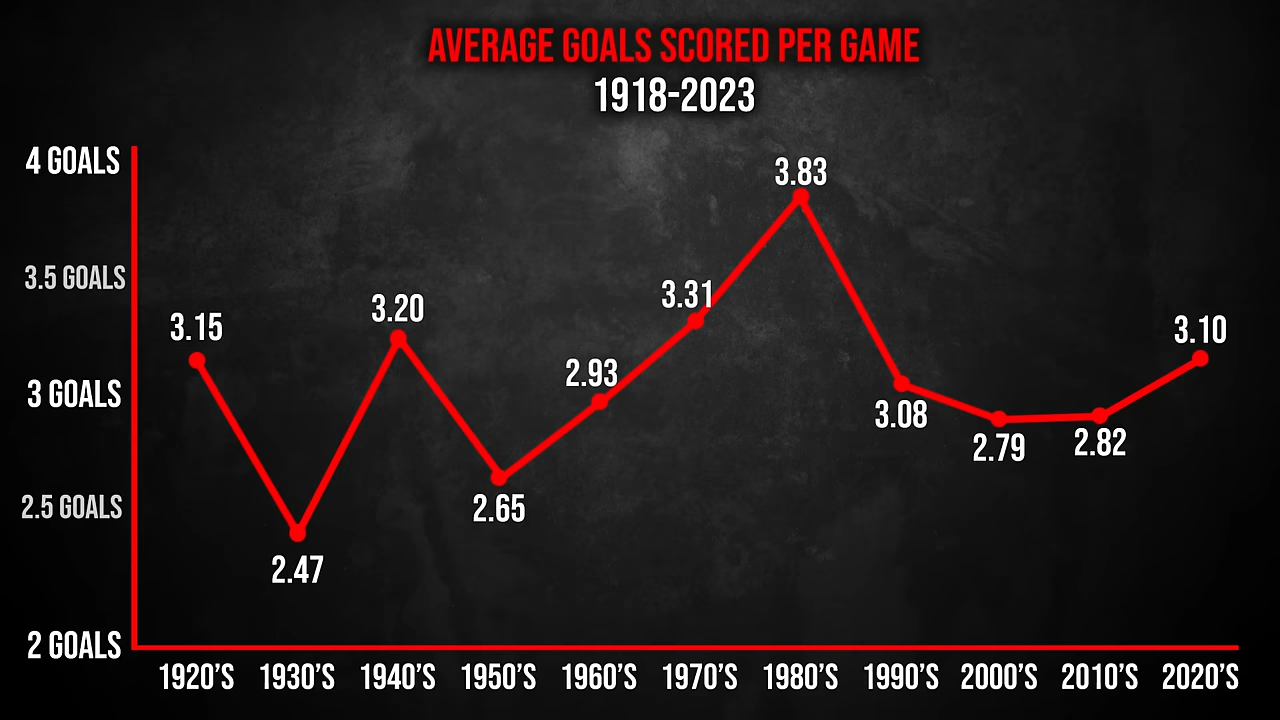 AVERAGE GOALS SCORED PER GAME
1918-2023
4 GOALS
3.5 GOALS
3 GOALS
2.5 GOALS
2 GOALS
3.15
2.47
3.20
2.65
2.93
3.31
3.83
3.08
2.79
2.82
3.10
1920'S 1930'S 1940'S 1950'S 1960'S 1970'S 1980'S 1990'S 2000'S 2010'S 2020'S